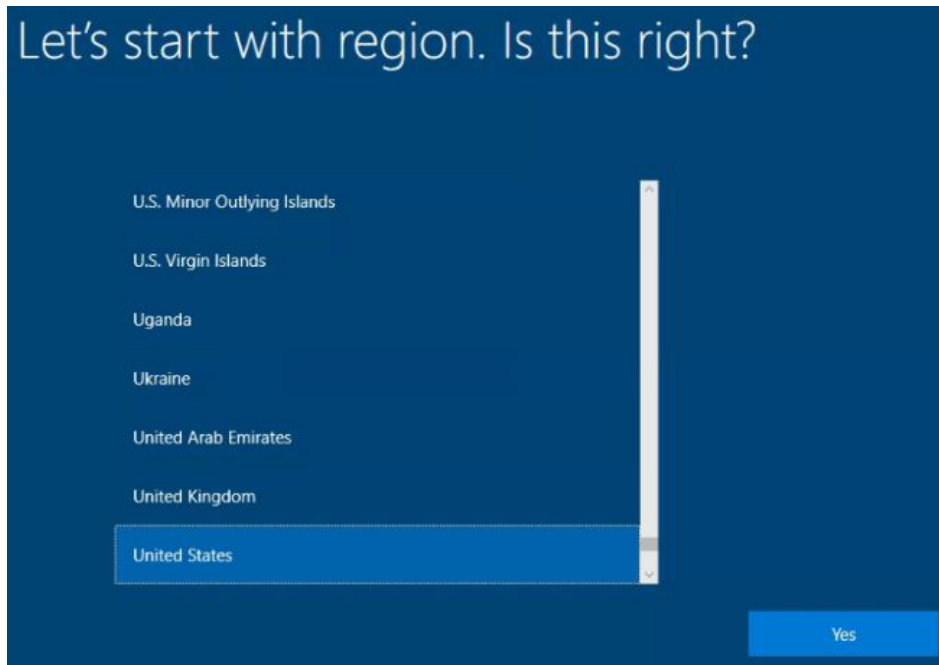 Let's start with region. Is this right?
U.S. Minor Outlying Islands
U.S. Virgin Islands
Uganda
Ukraine
United Arab Emirates
United Kingdom
United States
Yes